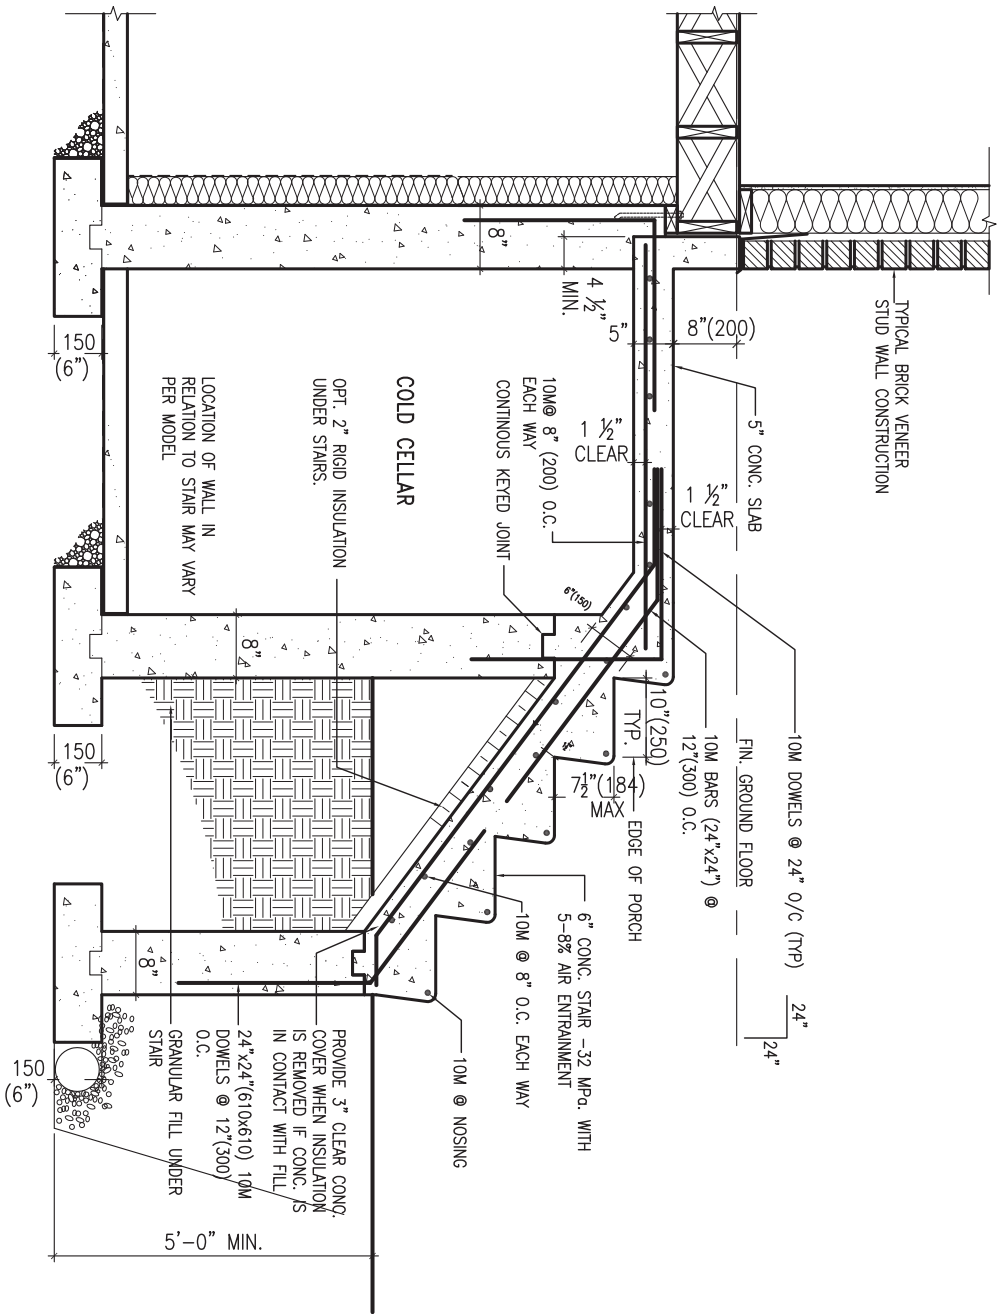 TYPICAL BRICK VENEER
STUD WALL CONSTRUCTION
8"(200)
5" CONC. SLAB
FIN. GROUND FLOOR
10M DOWELS @ 24" O/C (TYP)
24"
24"
10M BARS (24"x24") @
12"(300) O.C.
EDGE OF PORCH
6" CONC. STAIR -32 MPa. WITH
5-8% AIR ENTRAINMENT
10M @ 8" O.C. EACH WAY
10M @ NOSING
8"
4 ½"
MIN.
5"
1 ½"
CLEAR
1 ½"
CLEAR
10M@ 8" (200) O.C.
EACH WAY
CONTINOUS KEYED JOINT
6"(150)
10"(250)
TYP.
7½"(184)
MAX
COLD CELLAR
OPT. 2" RIGID INSULATION
UNDER STAIRS.
LOCATION OF WALL IN
RELATION TO STAIR MAY VARY
PER MODEL
8"
8"
PROVIDE 3" CLEAR CONC.
COVER WHEN INSULATION
IS REMOVED IF CONC. IS
IN CONTACT WITH FILL
24"x24"(610x610) 10M
DOWELS @ 12"(300)
O.C.
GRANULAR FILL UNDER
STAIR
150
(6")
150
(6")
150
(6")
5'-0" MIN.